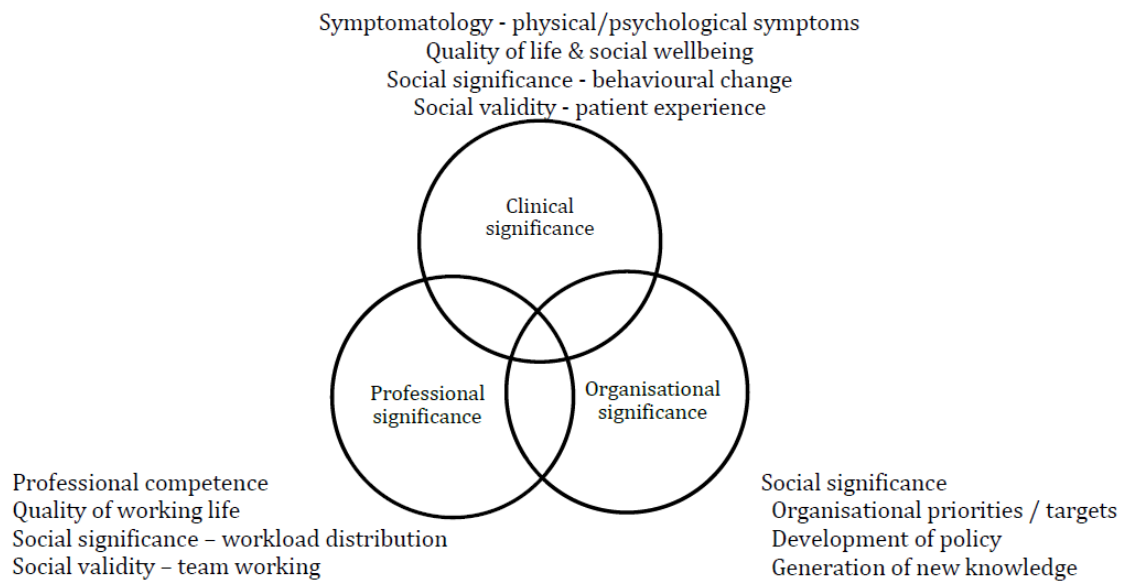 Symptomatology - physical/psychological symptoms
Quality of life & social wellbeing
Social significance - behavioural change
Social validity - patient experience
Clinical
significance
Professional
significance
Organisational
significance
Professional competence
Quality of working life
Social significance – workload distribution
Social validity – team working
Social significance
Organisational priorities / targets
Development of policy
Generation of new knowledge